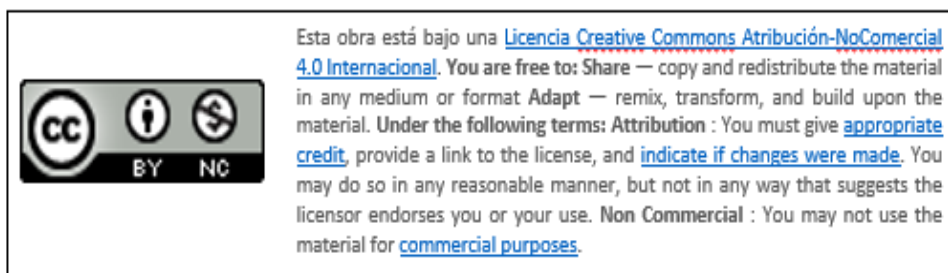 cc
BY NC
Esta obra está bajo una Licencia Creative Commons Atribución-NoComercial
4.0 Internacional. You are free to: Share — copy and redistribute the material
in any medium or format Adapt — remix, transform, and build upon the
material. Under the following terms: Attribution : You must give appropriate
credit, provide a link to the license, and indicate if changes were made. You
may do so in any reasonable manner, but not in any way that suggests the
licensor endorses you or your use. Non Commercial : You may not use the
material for commercial purposes.